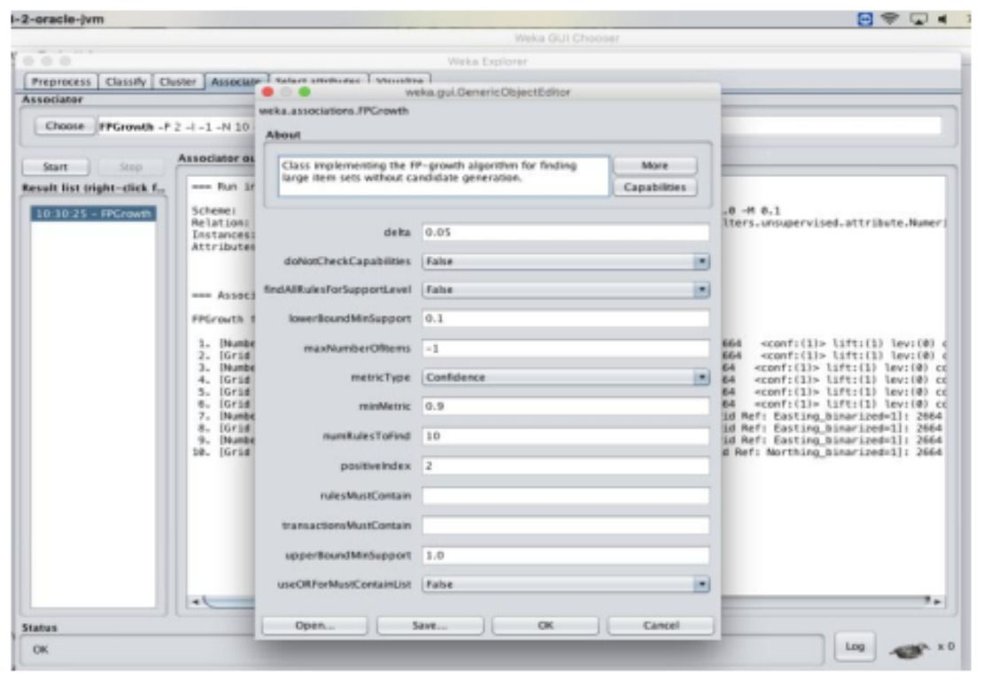 l-2-oracle-jvm
Weka GUI Chooser
Weka Explorer
Preprocess Classify Cluster Associate Select attributes Visualize
Associator
Choose FPGrowth -P 2 -I -1 -N 10
Start Stop
Result list (right-click f...
10:30:25 - FPGrowth
Associator ou
=== Run in
Scheme:
Relation:
Instances:
Attributes
=== Associ
FPGrowth f
1. [Numbe
2. [Grid
3. [Numbe
4. [Grid
5. [Grid
6. [Grid
7. [Numbe
8. [Grid
9. [Numbe
10. [Grid
weka.gui.GenericObjectEditor
weka.associations.FPGrowth
About
Class implementing the FP-growth algorithm for finding
large item sets without candidate generation.
More
Capabilities
delta 0.05
doNotCheckCapabilities False
findAllRulesForSupportLevel False
lowerBoundMinSupport 0.1
maxNumberOfItems -1
metricType Confidence
minMetric 0.9
numRulesToFind 10
positiveIndex 2
rulesMustContain
transactionsMustContain
upperBoundMinSupport 1.0
useORForMustContainList False
Open... Save... OK Cancel
.0 -M 0.1
lters.unsupervised.attribute.Numeri
664 <conf:(1)> lift:(1) lev:(0) c
664 <conf:(1)> lift:(1) lev:(0) c
64 <conf:(1)> lift:(1) lev:(0) co
64 <conf:(1)> lift:(1) lev:(0) co
64 <conf:(1)> lift:(1) lev:(0) co
64 <conf:(1)> lift:(1) lev:(0) co
id Ref: Easting_binarized=1]: 2664
id Ref: Easting_binarized=1]: 2664
id Ref: Easting_binarized=1]: 2664
d Ref: Northing_binarized=1]: 2664
Status
OK
Log x 0